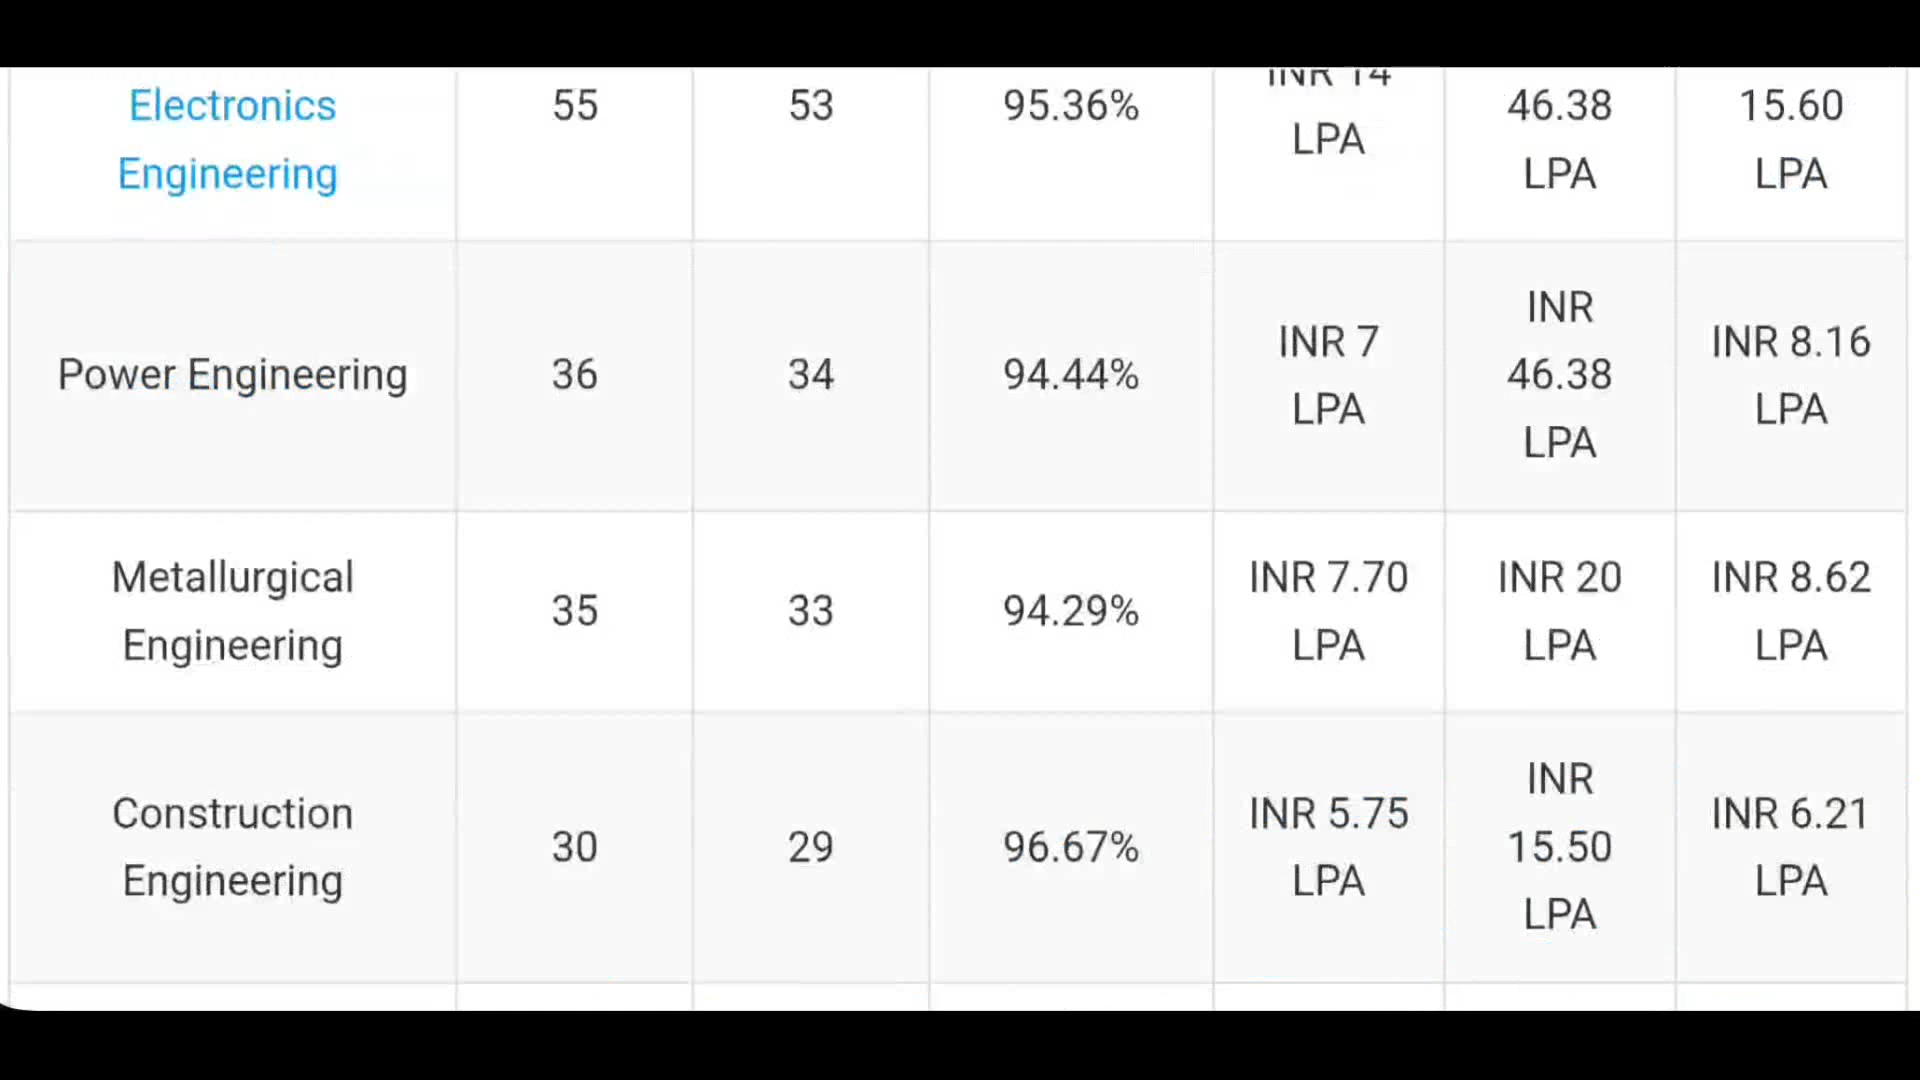 Electronics
Engineering
55
53
95.36%
INR 14
LPA
46.38
LPA
15.60
LPA
Power Engineering
36
34
94.44%
INR 7
LPA
INR
46.38
LPA
INR 8.16
LPA
Metallurgical
Engineering
35
33
94.29%
INR 7.70
LPA
INR 20
LPA
INR 8.62
LPA
Construction
Engineering
30
29
96.67%
INR 5.75
LPA
INR
15.50
LPA
INR 6.21
LPA